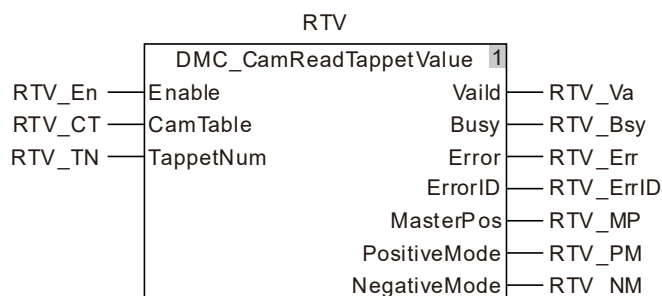 RTV
DMC_CamReadTappetValue 1
RTV_En Enable Vaild RTV_Va
RTV_CT CamTable Busy RTV_Bsy
RTV_TN TappetNum Error RTV_Err
ErrorID RTV_ErrID
MasterPos RTV_MP
PositiveMode RTV_PM
NegativeMode RTV_NM